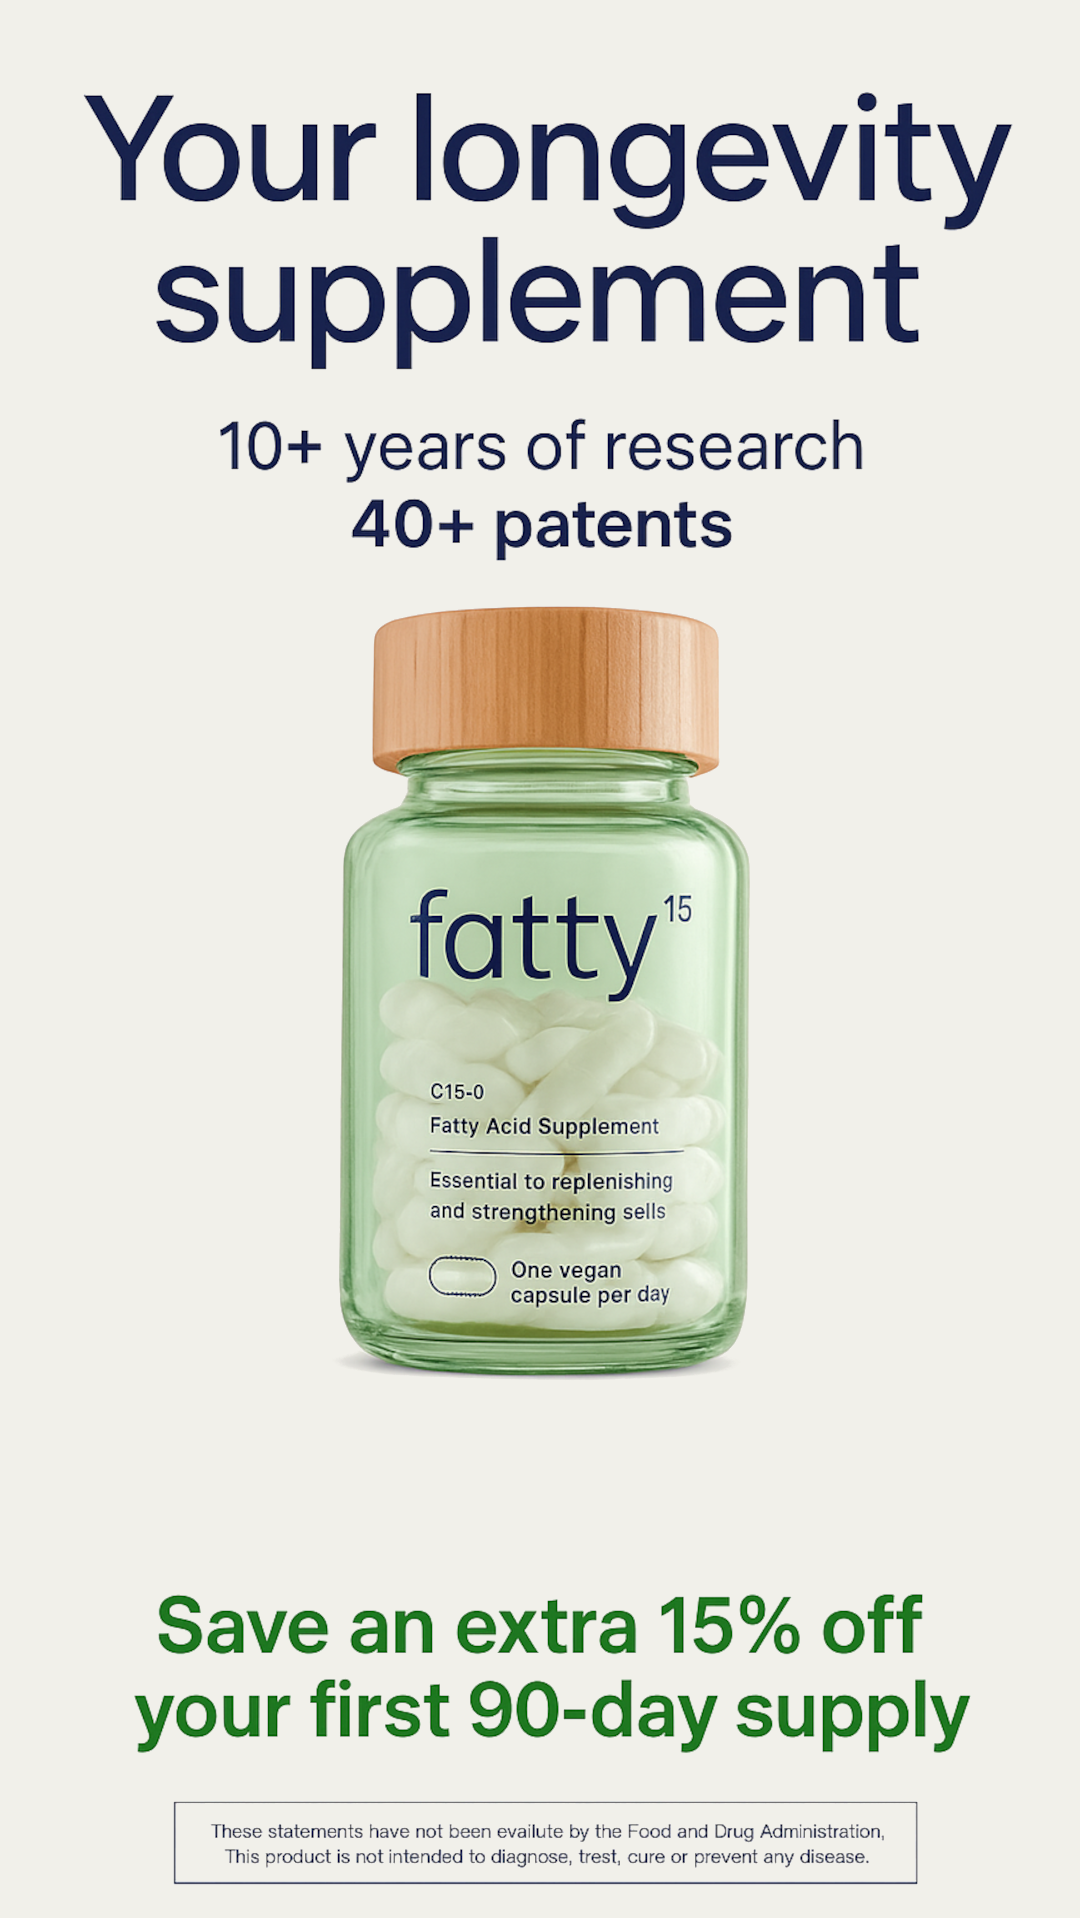 Your longevity
supplement
10+ years of research
40+ patents
fatty15
C15-0
Fatty Acid Supplement
Essential to replenishing
and strengthening sells
One vegan
capsule per day
Save an extra 15% off
your first 90-day supply
These statements have not been evailute by the Food and Drug Administration,
This product is not intended to diagnose, trest, cure or prevent any disease.